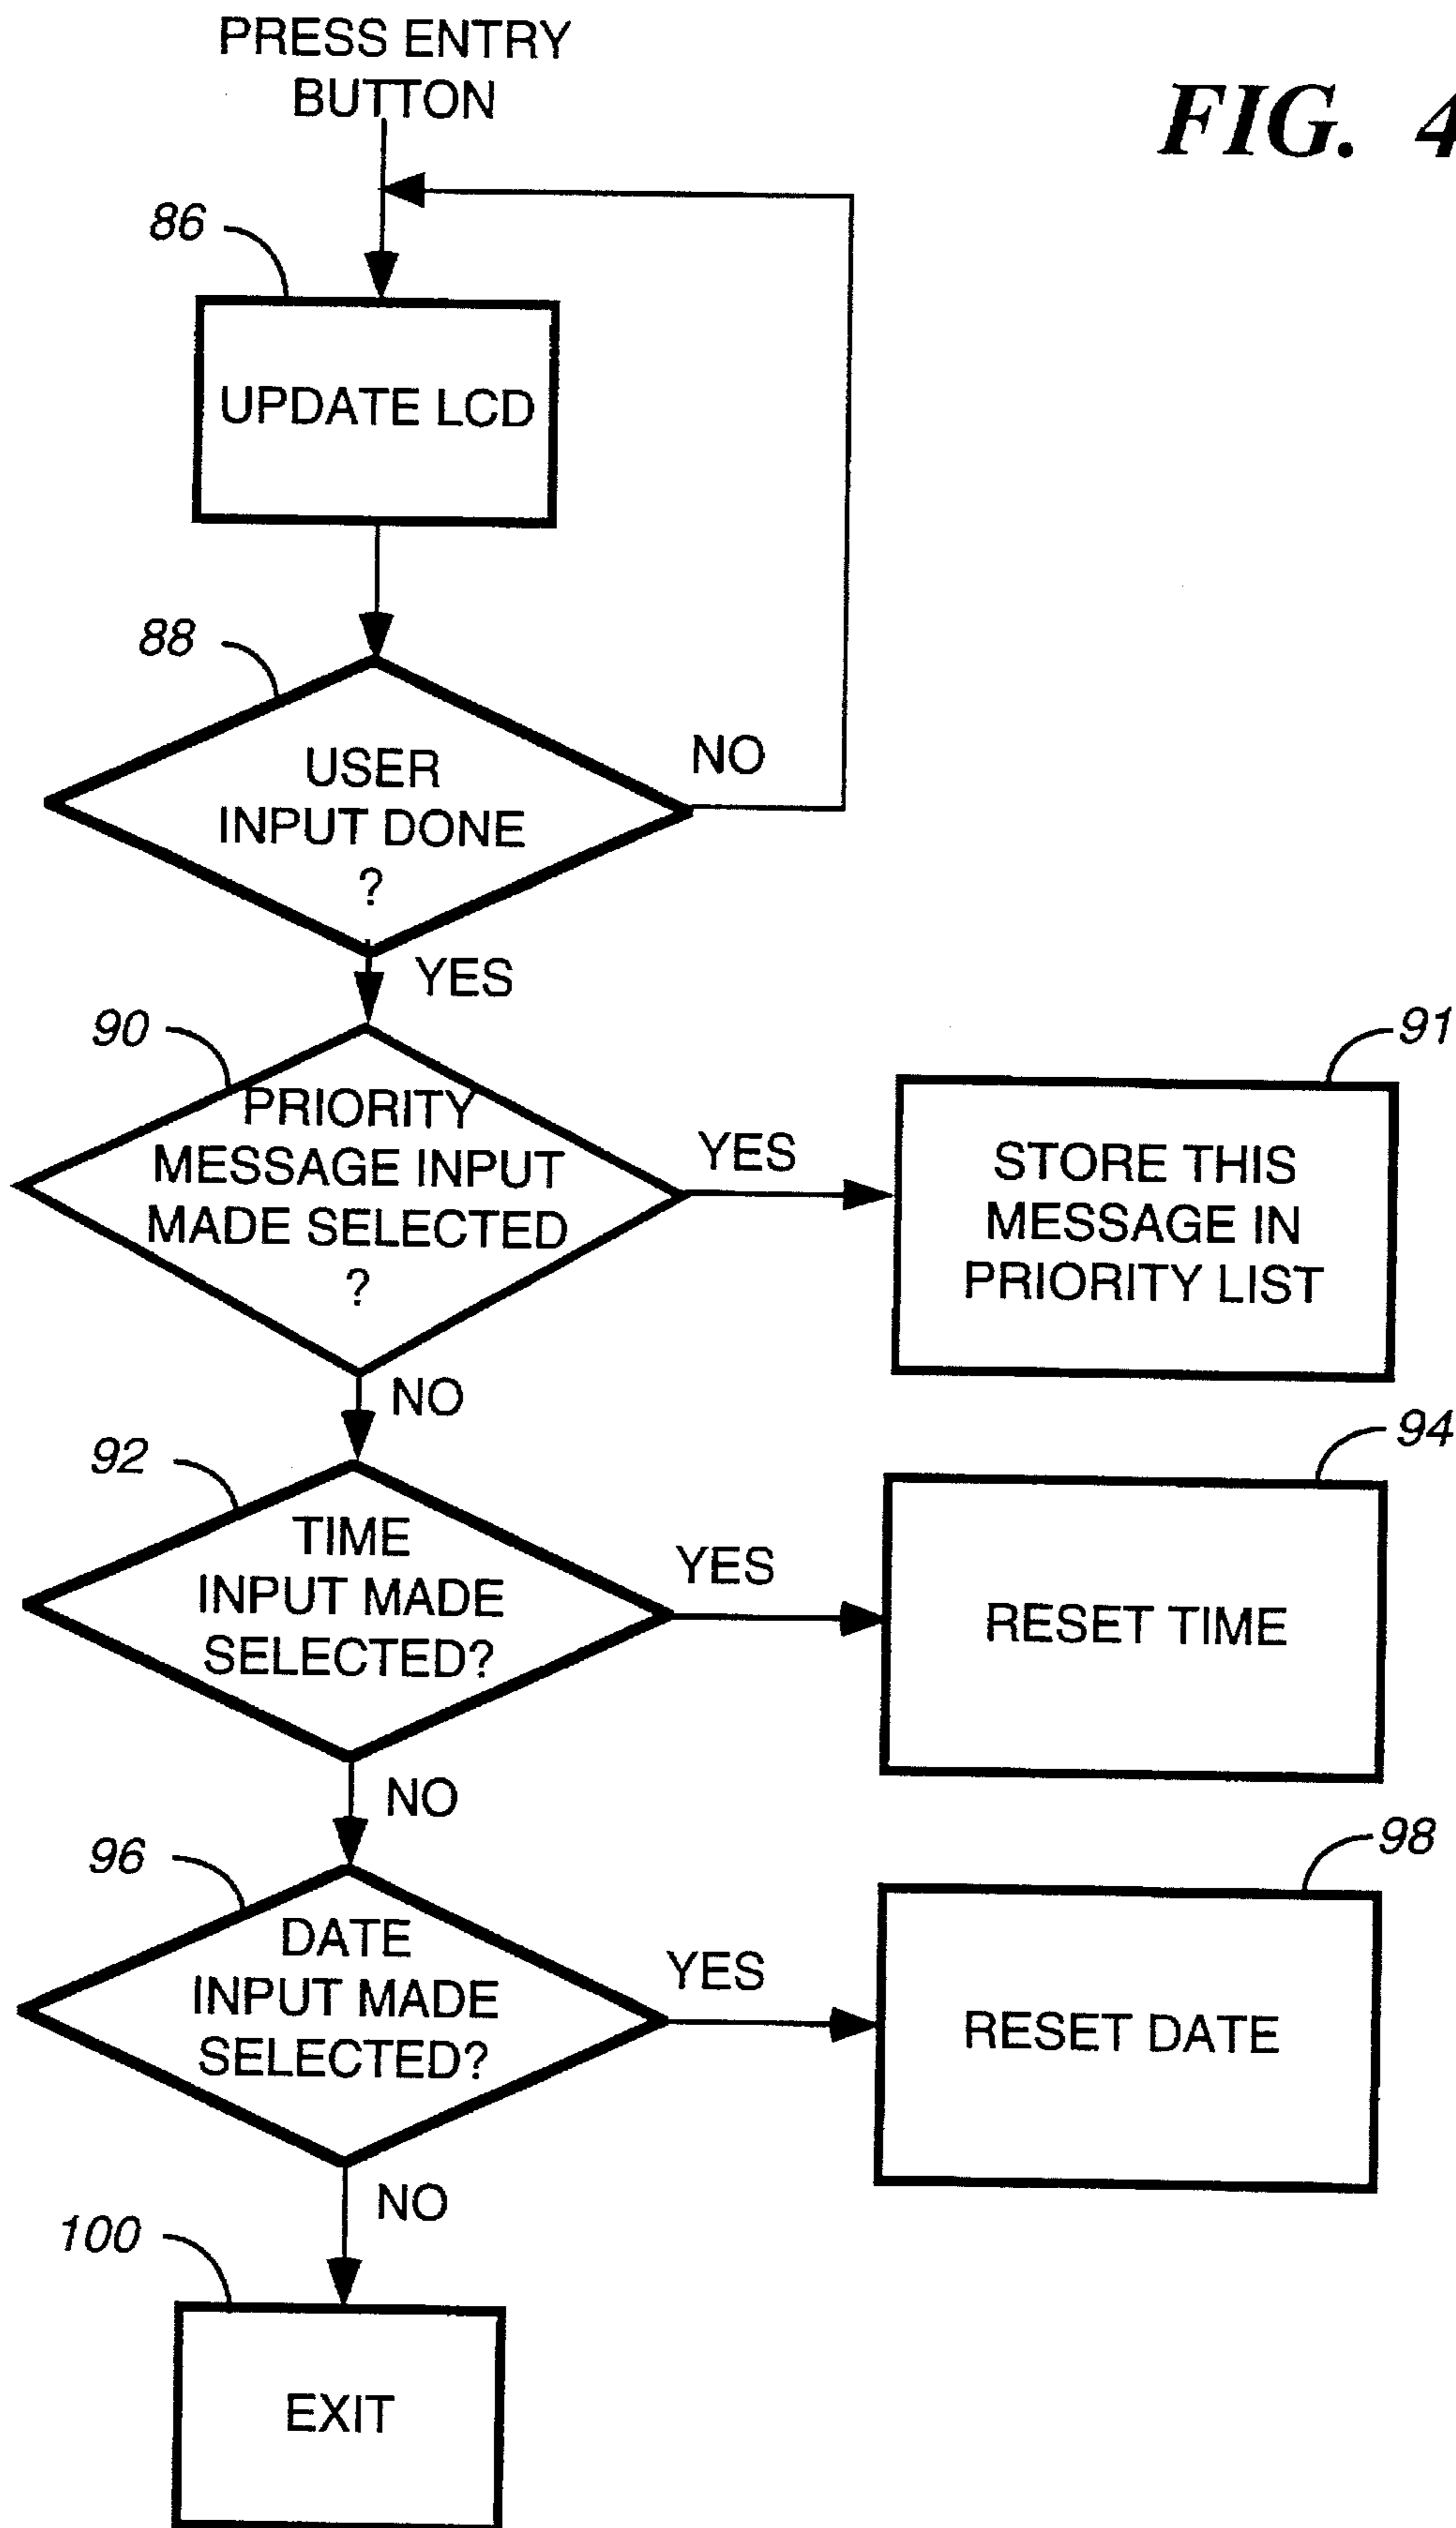 PRESS ENTRY
BUTTON
FIG. 4
86
UPDATE LCD
88
USER
INPUT DONE
?
NO
YES
90
PRIORITY
MESSAGE INPUT
MADE SELECTED
?
YES
91
STORE THIS
MESSAGE IN
PRIORITY LIST
NO
92
TIME
INPUT MADE
SELECTED?
YES
94
RESET TIME
NO
96
DATE
INPUT MADE
SELECTED?
YES
98
RESET DATE
NO
100
EXIT